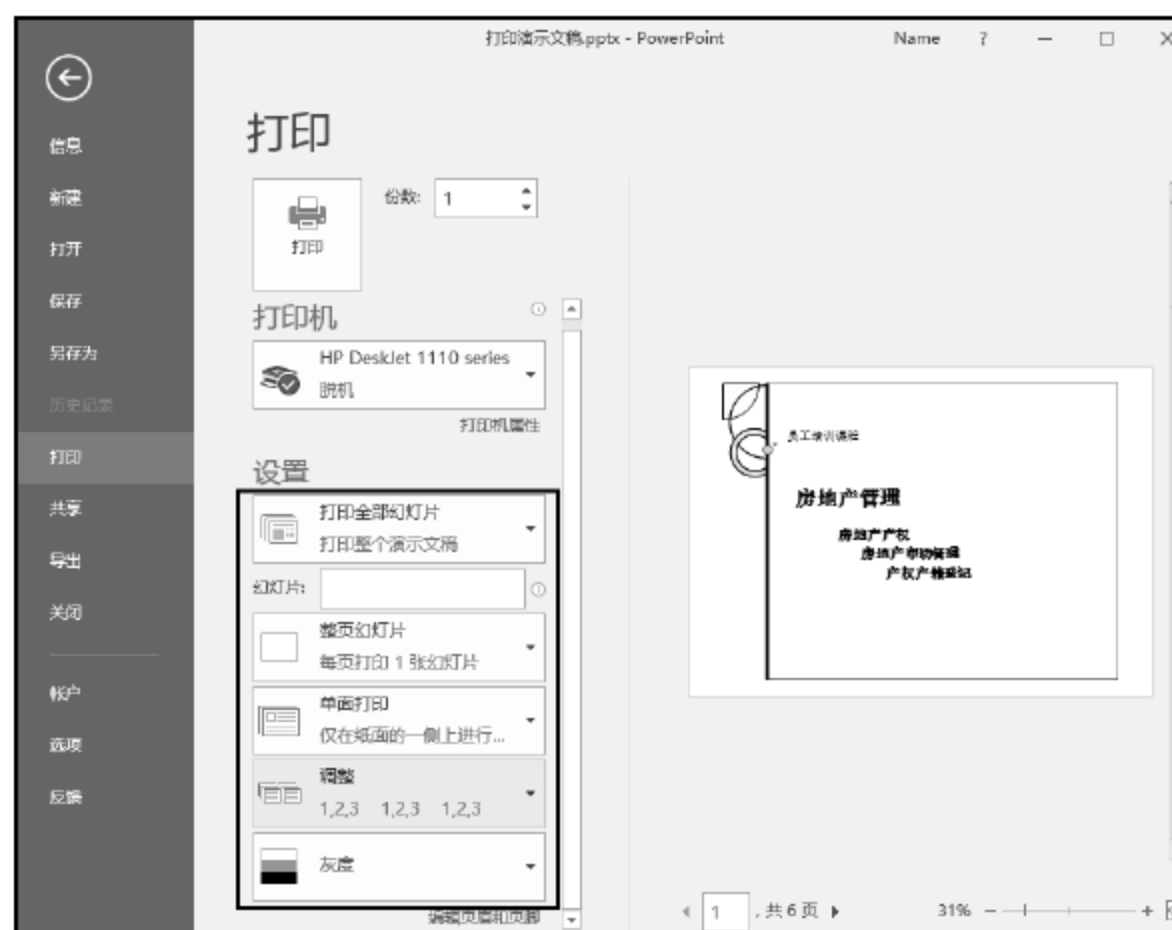 打印演示文稿.pptx - PowerPoint Name ?
信息
新建
打开
保存
另存为
历史记录
打印
共享
导出
关闭
帐户
选项
反馈
打印
份数: 1
打印
打印机
HP DeskJet 1110 series
脱机
打印机属性
设置
打印全部幻灯片
打印整个演示文稿
幻灯片:
整页幻灯片
每页打印 1 张幻灯片
单面打印
仅在纸面的一侧上进行...
调整
1,2,3 1,2,3 1,2,3
灰度
编辑页眉和页脚
员工培训课程
房地产管理
房地产产权
房地产市场管理
1 , 共 6 页
31%